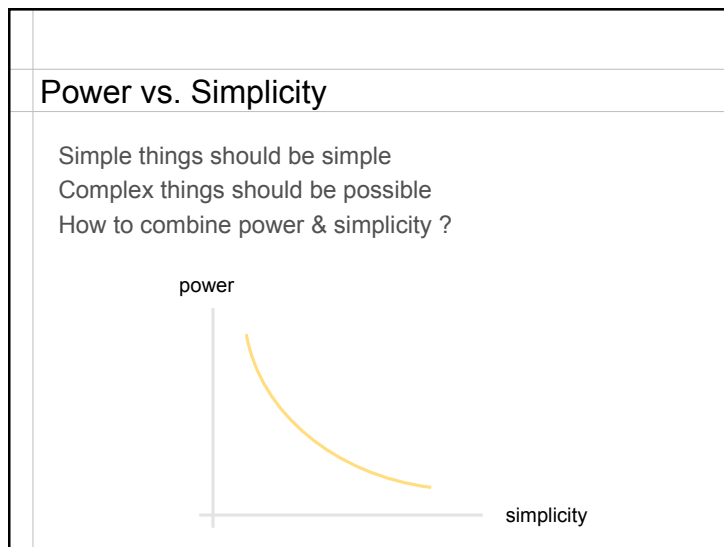 Power vs. Simplicity
Simple things should be simple
Complex things should be possible
How to combine power & simplicity ?
power
simplicity